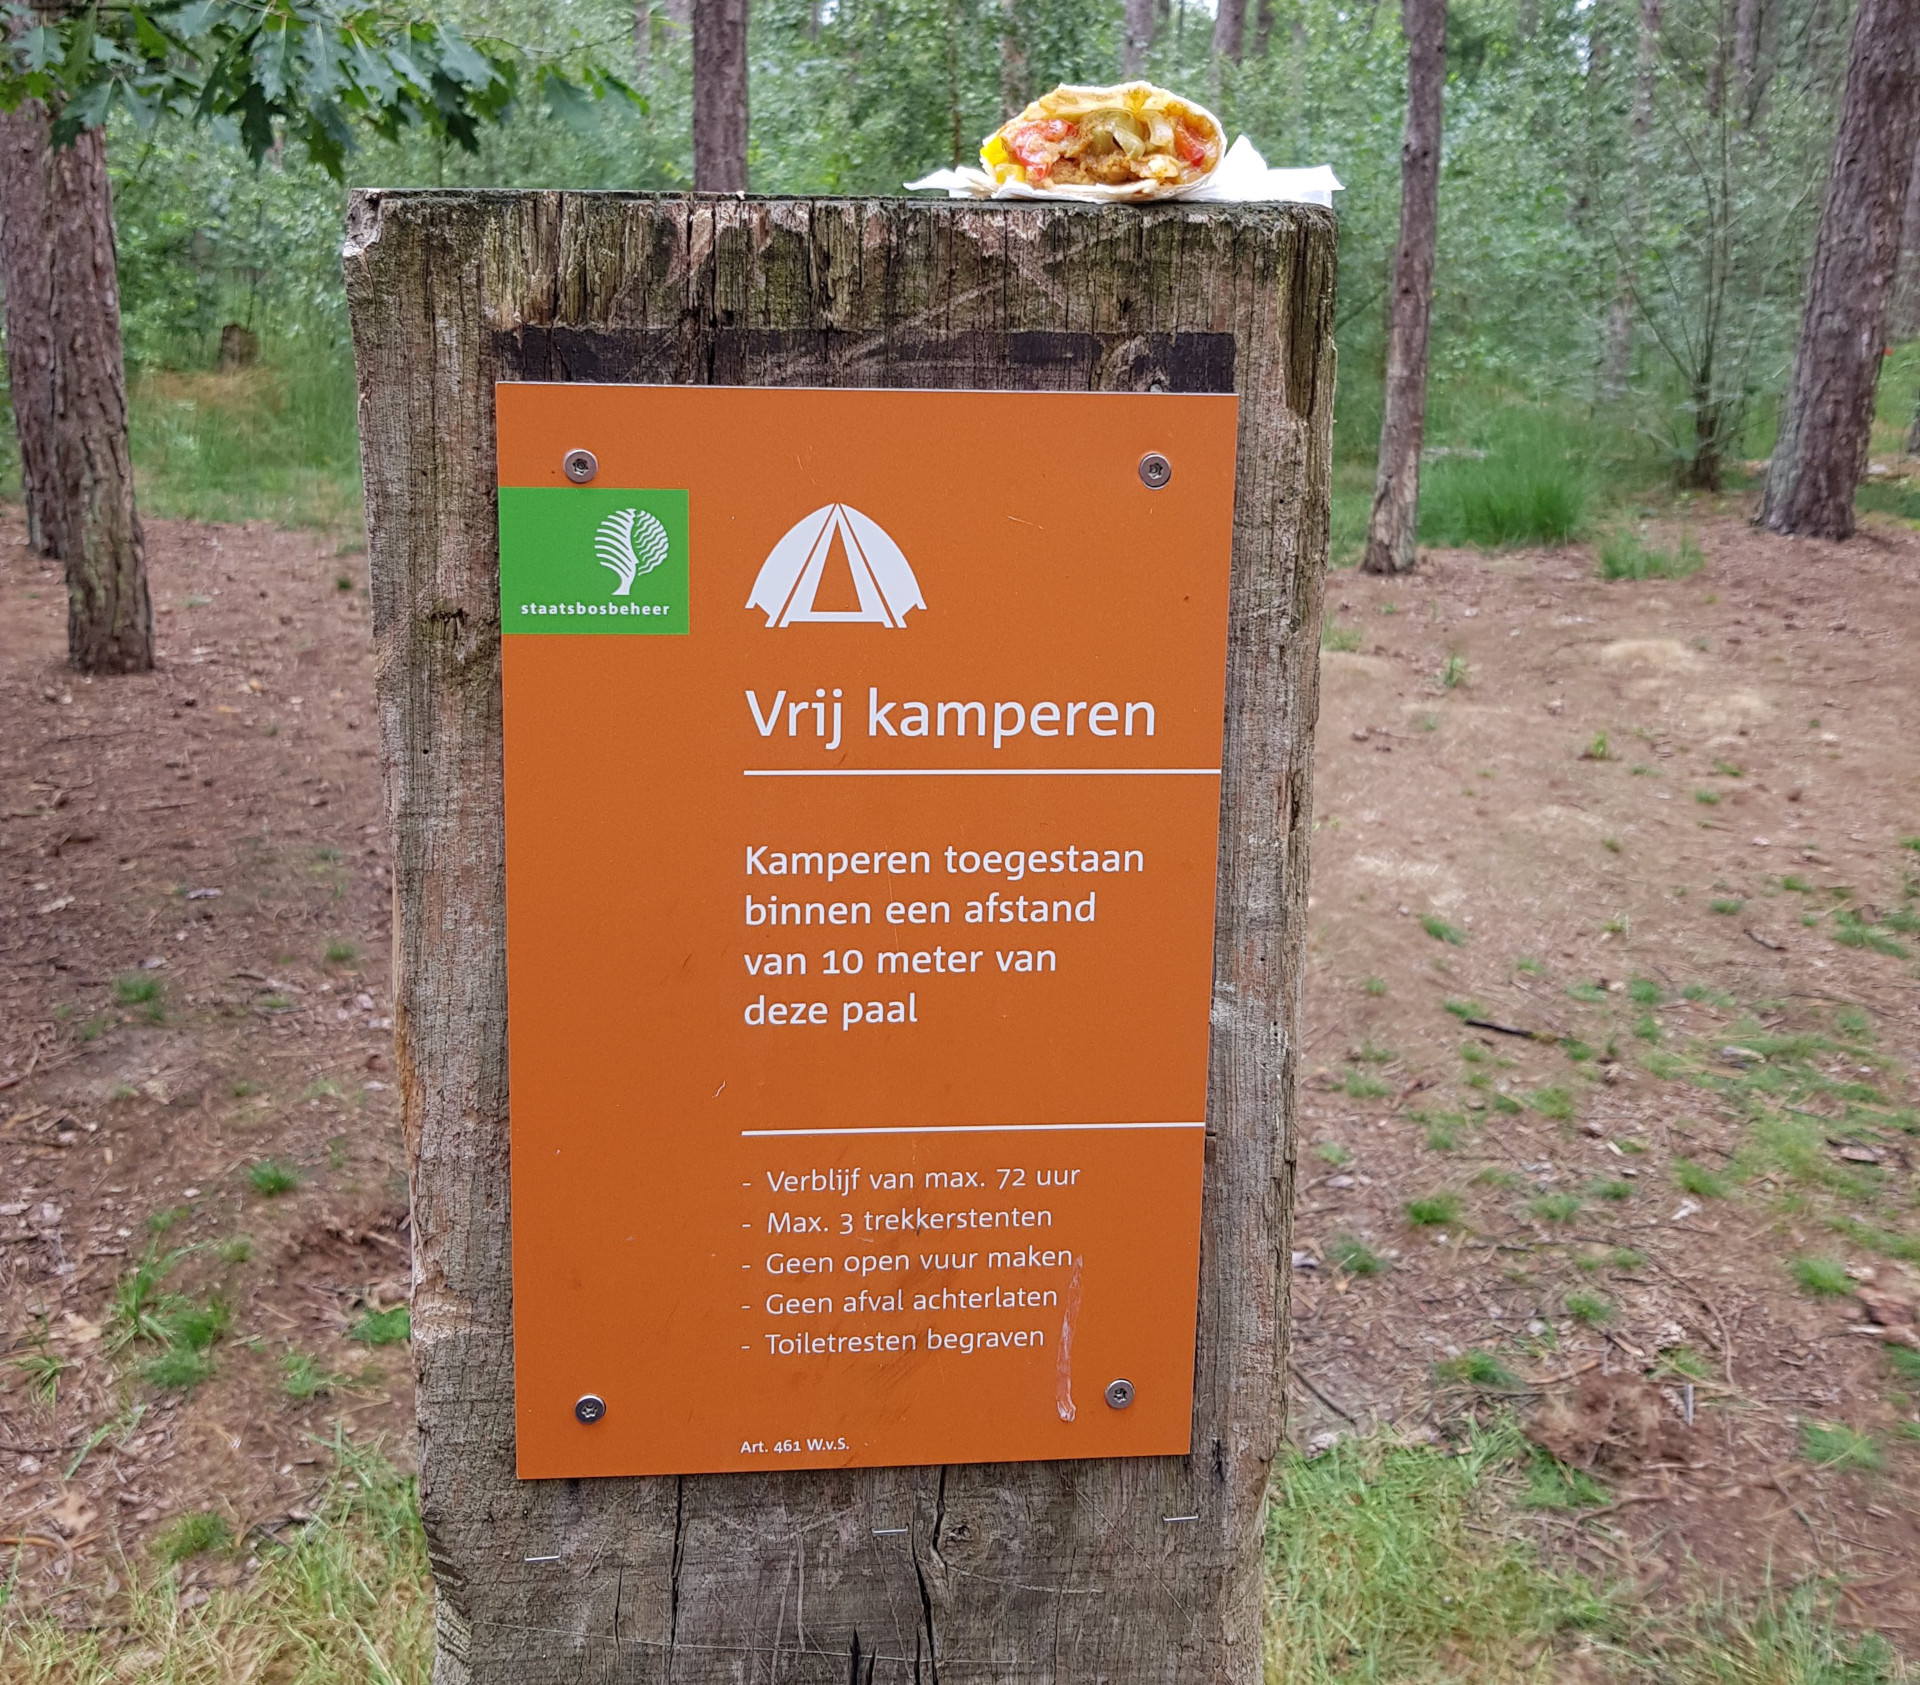 staatsbosbeheer
Vrij kamperen
Kamperen toegestaan
binnen een afstand
van 10 meter van
deze paal
- Verblijf van max. 72 uur
- Max. 3 trekkerstenten
- Geen open vuur maken
- Geen afval achterlaten
- Toiletresten begraven
Art. 461 W.v.S.